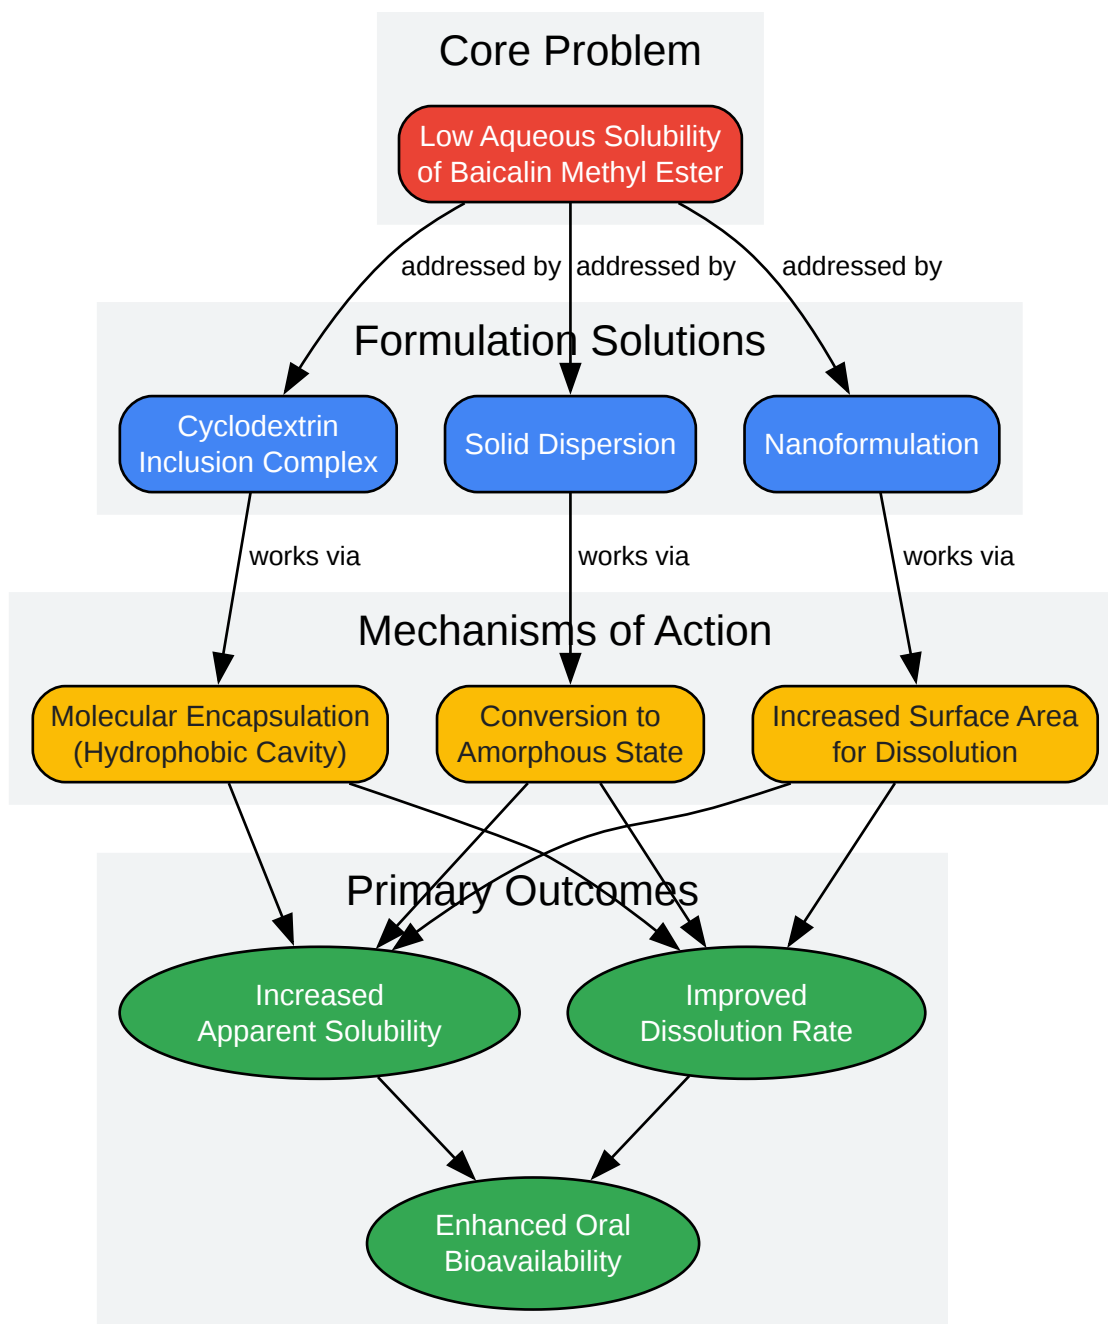 Core Problem
Low Aqueous Solubility
of Baicalin Methyl Ester
addressed by
addressed by
addressed by
Formulation Solutions
Cyclodextrin
Inclusion Complex
Solid Dispersion
Nanoformulation
works via
works via
works via
Mechanisms of Action
Molecular Encapsulation
(Hydrophobic Cavity)
Conversion to
Amorphous State
Increased Surface Area
for Dissolution
Primary Outcomes
Increased
Apparent Solubility
Improved
Dissolution Rate
Enhanced Oral
Bioavailability